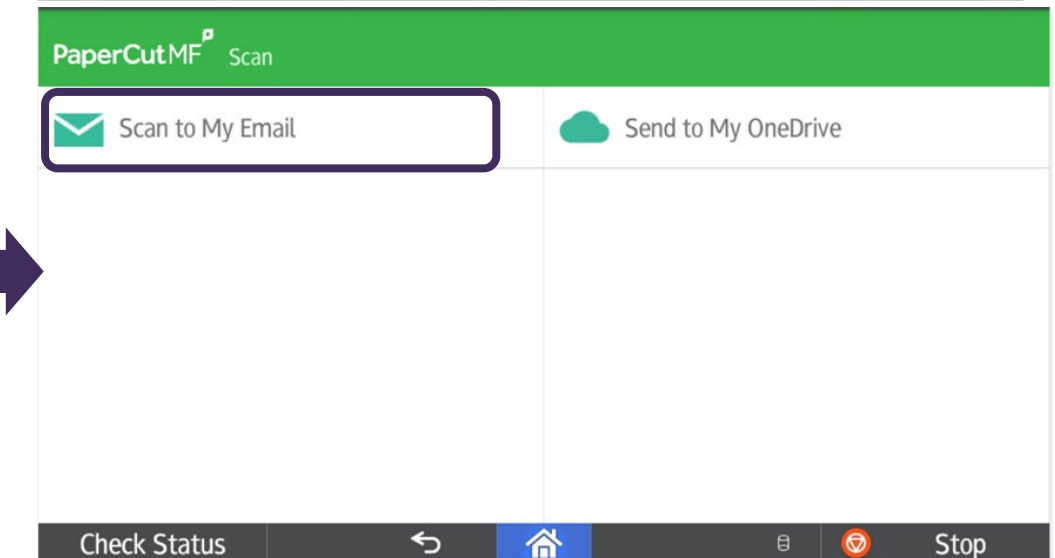 PaperCutMF Scan
Scan to My Email
Send to My OneDrive
Check Status
Stop